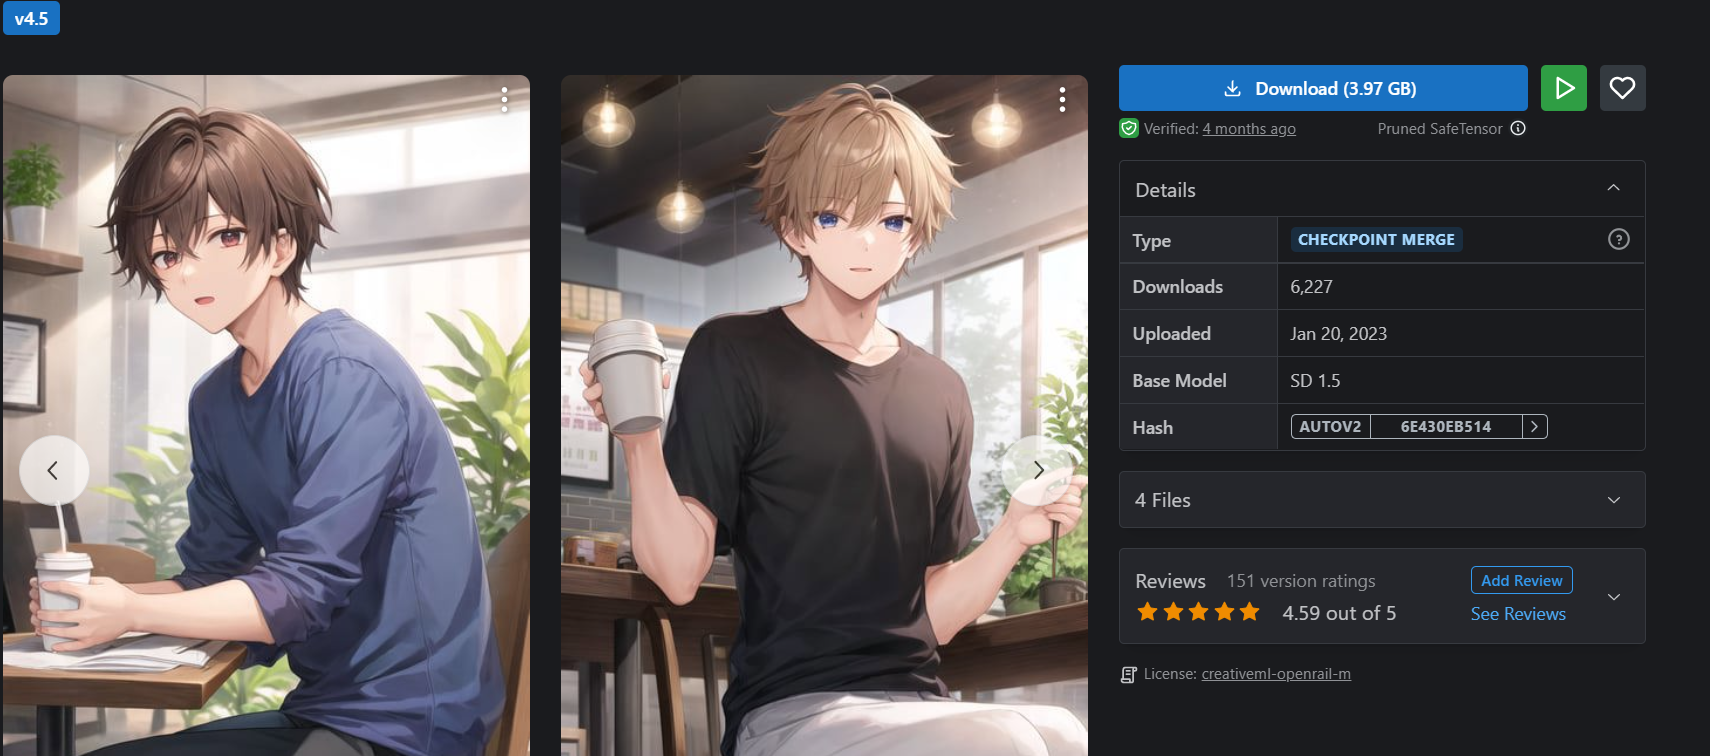 v4.5
Download (3.97 GB)
Verified: 4 months ago
Pruned SafeTensor
Details
Type
CHECKPOINT MERGE
Downloads
6,227
Uploaded
Jan 20, 2023
Base Model
SD 1.5
Hash
AUTOV2 6E430EB514
4 Files
Reviews 151 version ratings
Add Review
4.59 out of 5
See Reviews
License: creativeml-openrail-m